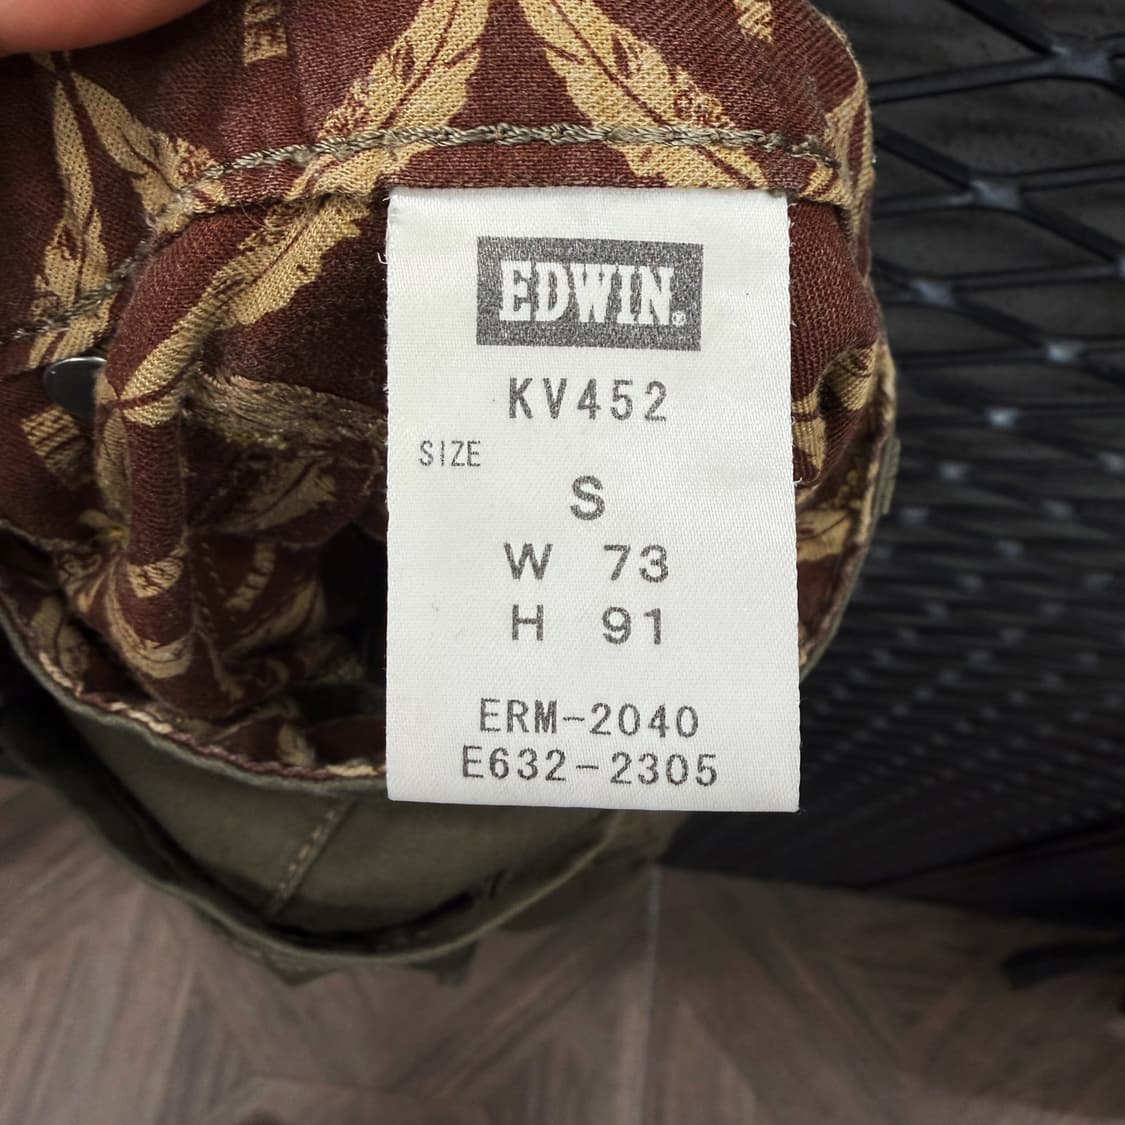 EDWIN®
KV452
SIZE
S
W 73
H 91
ERM-2040
E632-2305